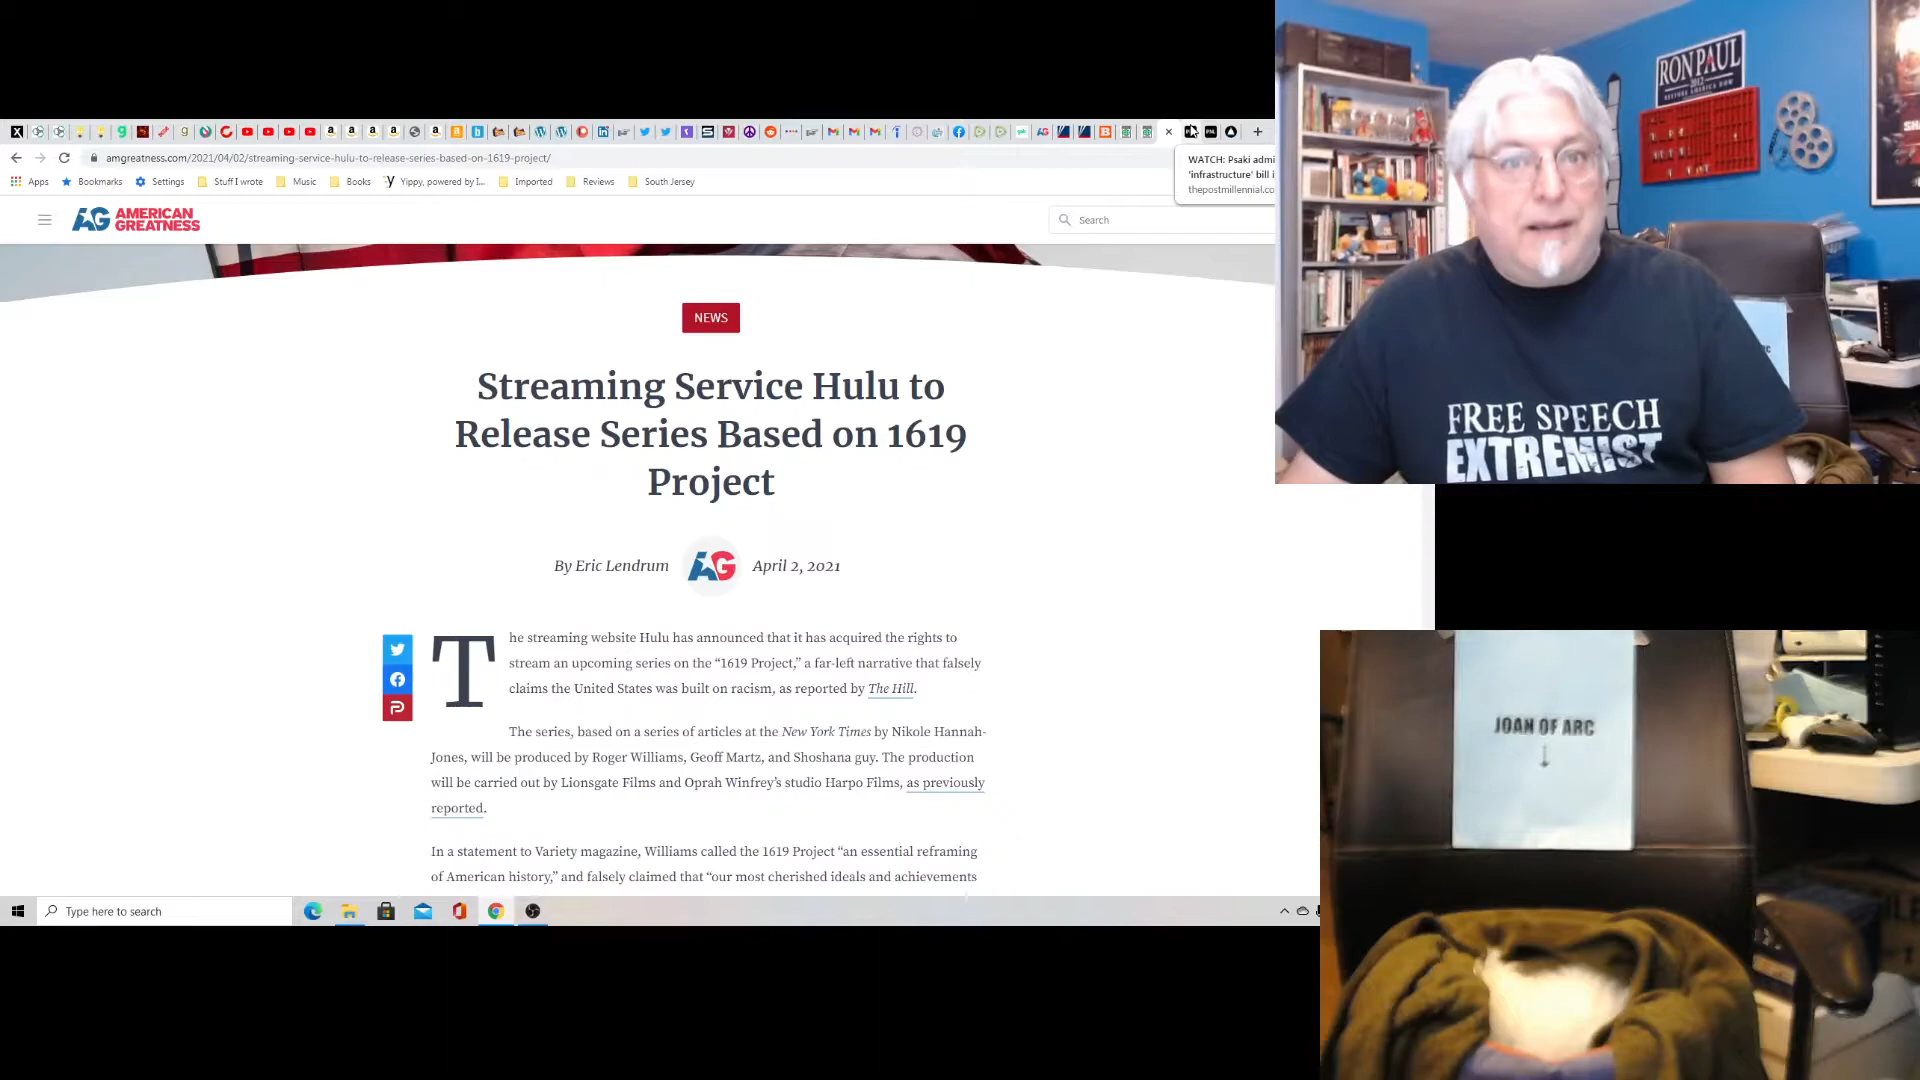 amgreatness.com/2021/04/02/streaming-service-hulu-to-release-series-based-on-1619-project/
Apps
Bookmarks
Settings
Stuff I wrote
Music
Books
Yippy, powered by I...
Imported
Reviews
South Jersey
WATCH: Psaki admi
'infrastructure' bill i
thepostmillennial.co
AMERICAN
GREATNESS
Search
NEWS
Streaming Service Hulu to
Release Series Based on 1619
Project
By Eric Lendrum
AG
April 2, 2021
The streaming website Hulu has announced that it has acquired the rights to
stream an upcoming series on the “1619 Project,” a far-left narrative that falsely
claims the United States was built on racism, as reported by The Hill.
The series, based on a series of articles at the New York Times by Nikole Hannah-
Jones, will be produced by Roger Williams, Geoff Martz, and Shoshana guy. The production
will be carried out by Lionsgate Films and Oprah Winfrey’s studio Harpo Films, as previously
reported.
In a statement to Variety magazine, Williams called the 1619 Project “an essential reframing
of American history,” and falsely claimed that “our most cherished ideals and achievements
Type here to search
RON PAUL
2012
RESTORE AMERICA NOW
FREE SPEECH
EXTREMIST
JOAN OF ARC